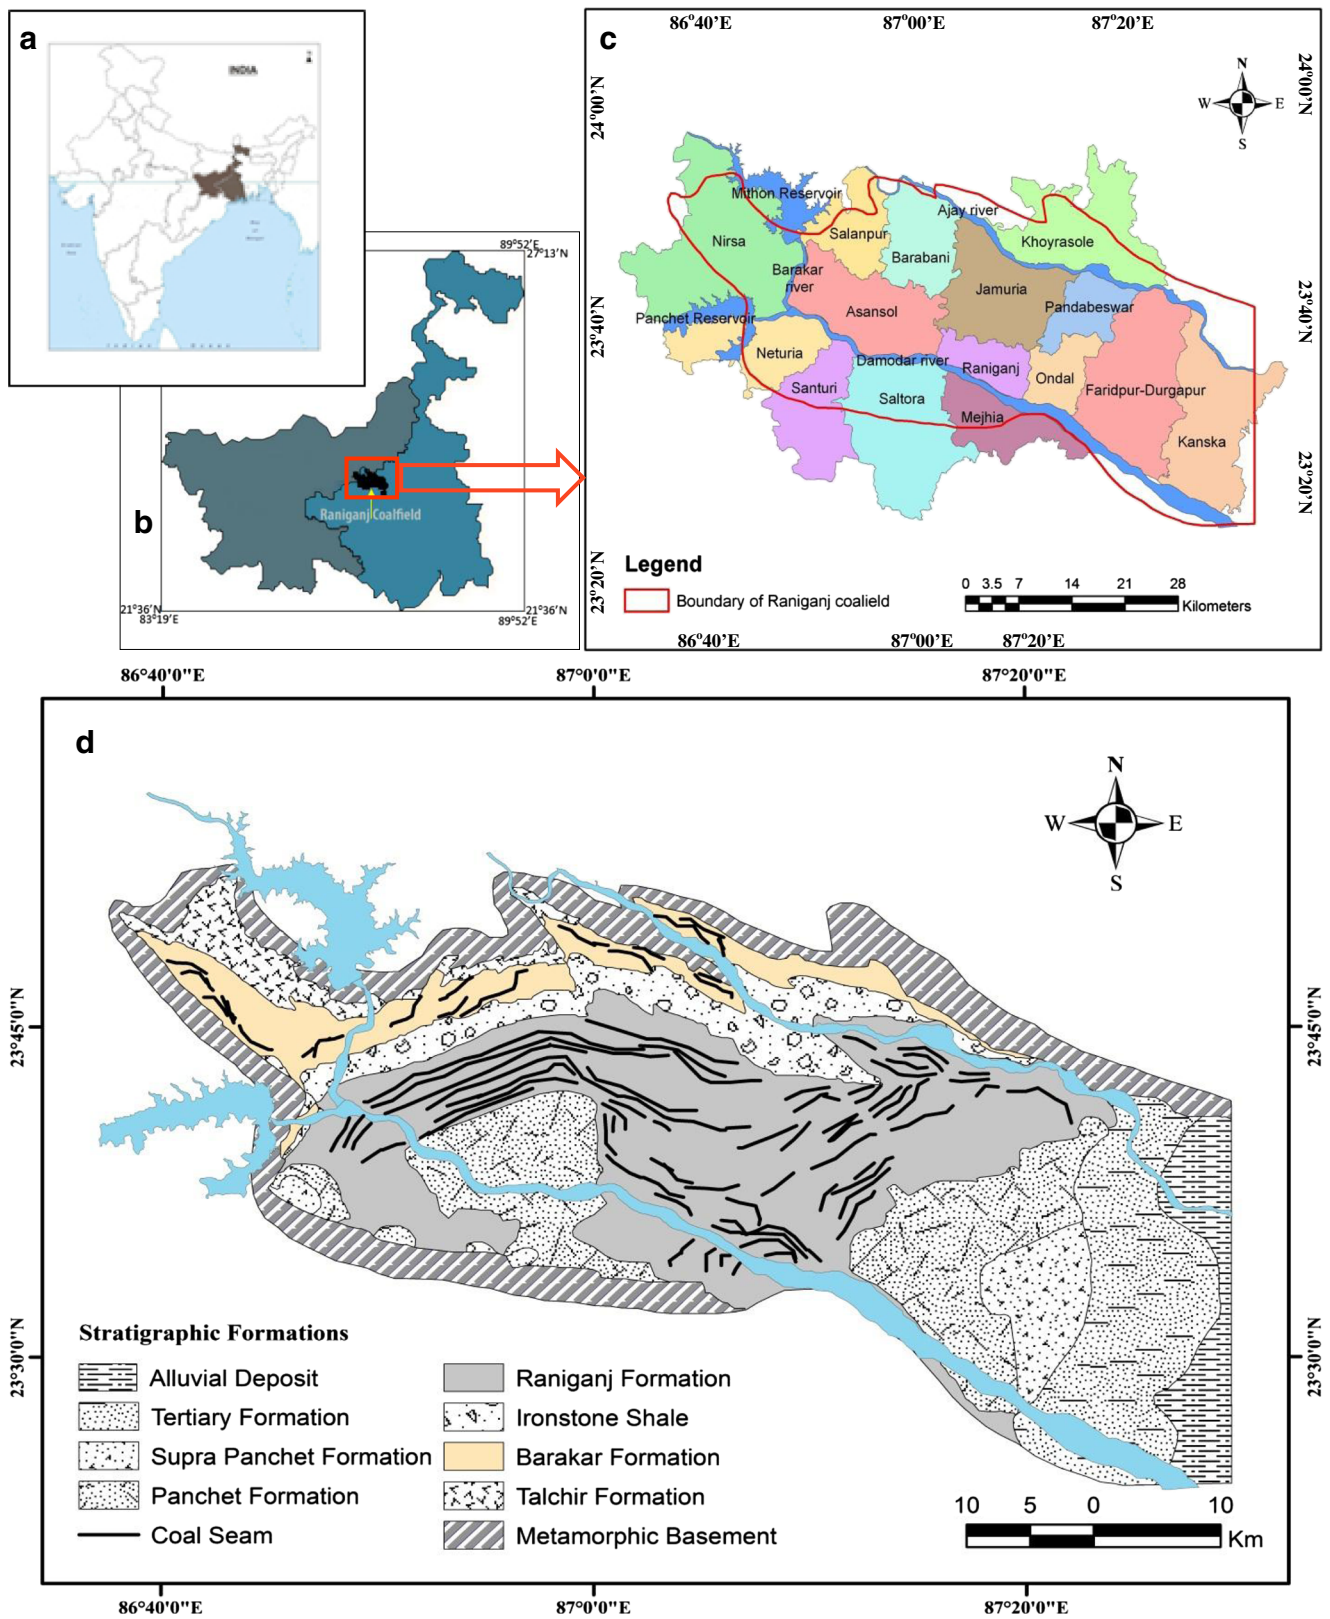 a
INDIA
b
89°52'E
27°13'N
Raniganj Coalfield
21°36'N
83°19'E
21°36'N
89°52'E
c
86°40'E
87°00'E
87°20'E
24°00'N
24°00'N
23°40'N
23°40'N
23°20'N
23°20'N
N
W
E
S
Mithon Reservoir
Nirsa
Salanpur
Barabani
Ajay river
Khoyrasole
Barakar
river
Asansol
Jamuria
Pandabeswar
Panchet Reservoir
Neturia
Damodar river
Raniganj
Ondal
Faridpur-Durgapur
Santuri
Saltora
Mejhia
Kanska
Legend
Boundary of Raniganj coalield
0 3.5 7 14 21 28
Kilometers
86°40'E
87°00'E
87°20'E
86°40'0"E
87°0'0"E
87°20'0"E
d
N
W
E
S
23°45'0"N
23°45'0"N
23°30'0"N
23°30'0"N
Stratigraphic Formations
Alluvial Deposit
Tertiary Formation
Supra Panchet Formation
Panchet Formation
Coal Seam
Raniganj Formation
Ironstone Shale
Barakar Formation
Talchir Formation
Metamorphic Basement
10 5 0 10
Km
86°40'0"E
87°0'0"E
87°20'0"E